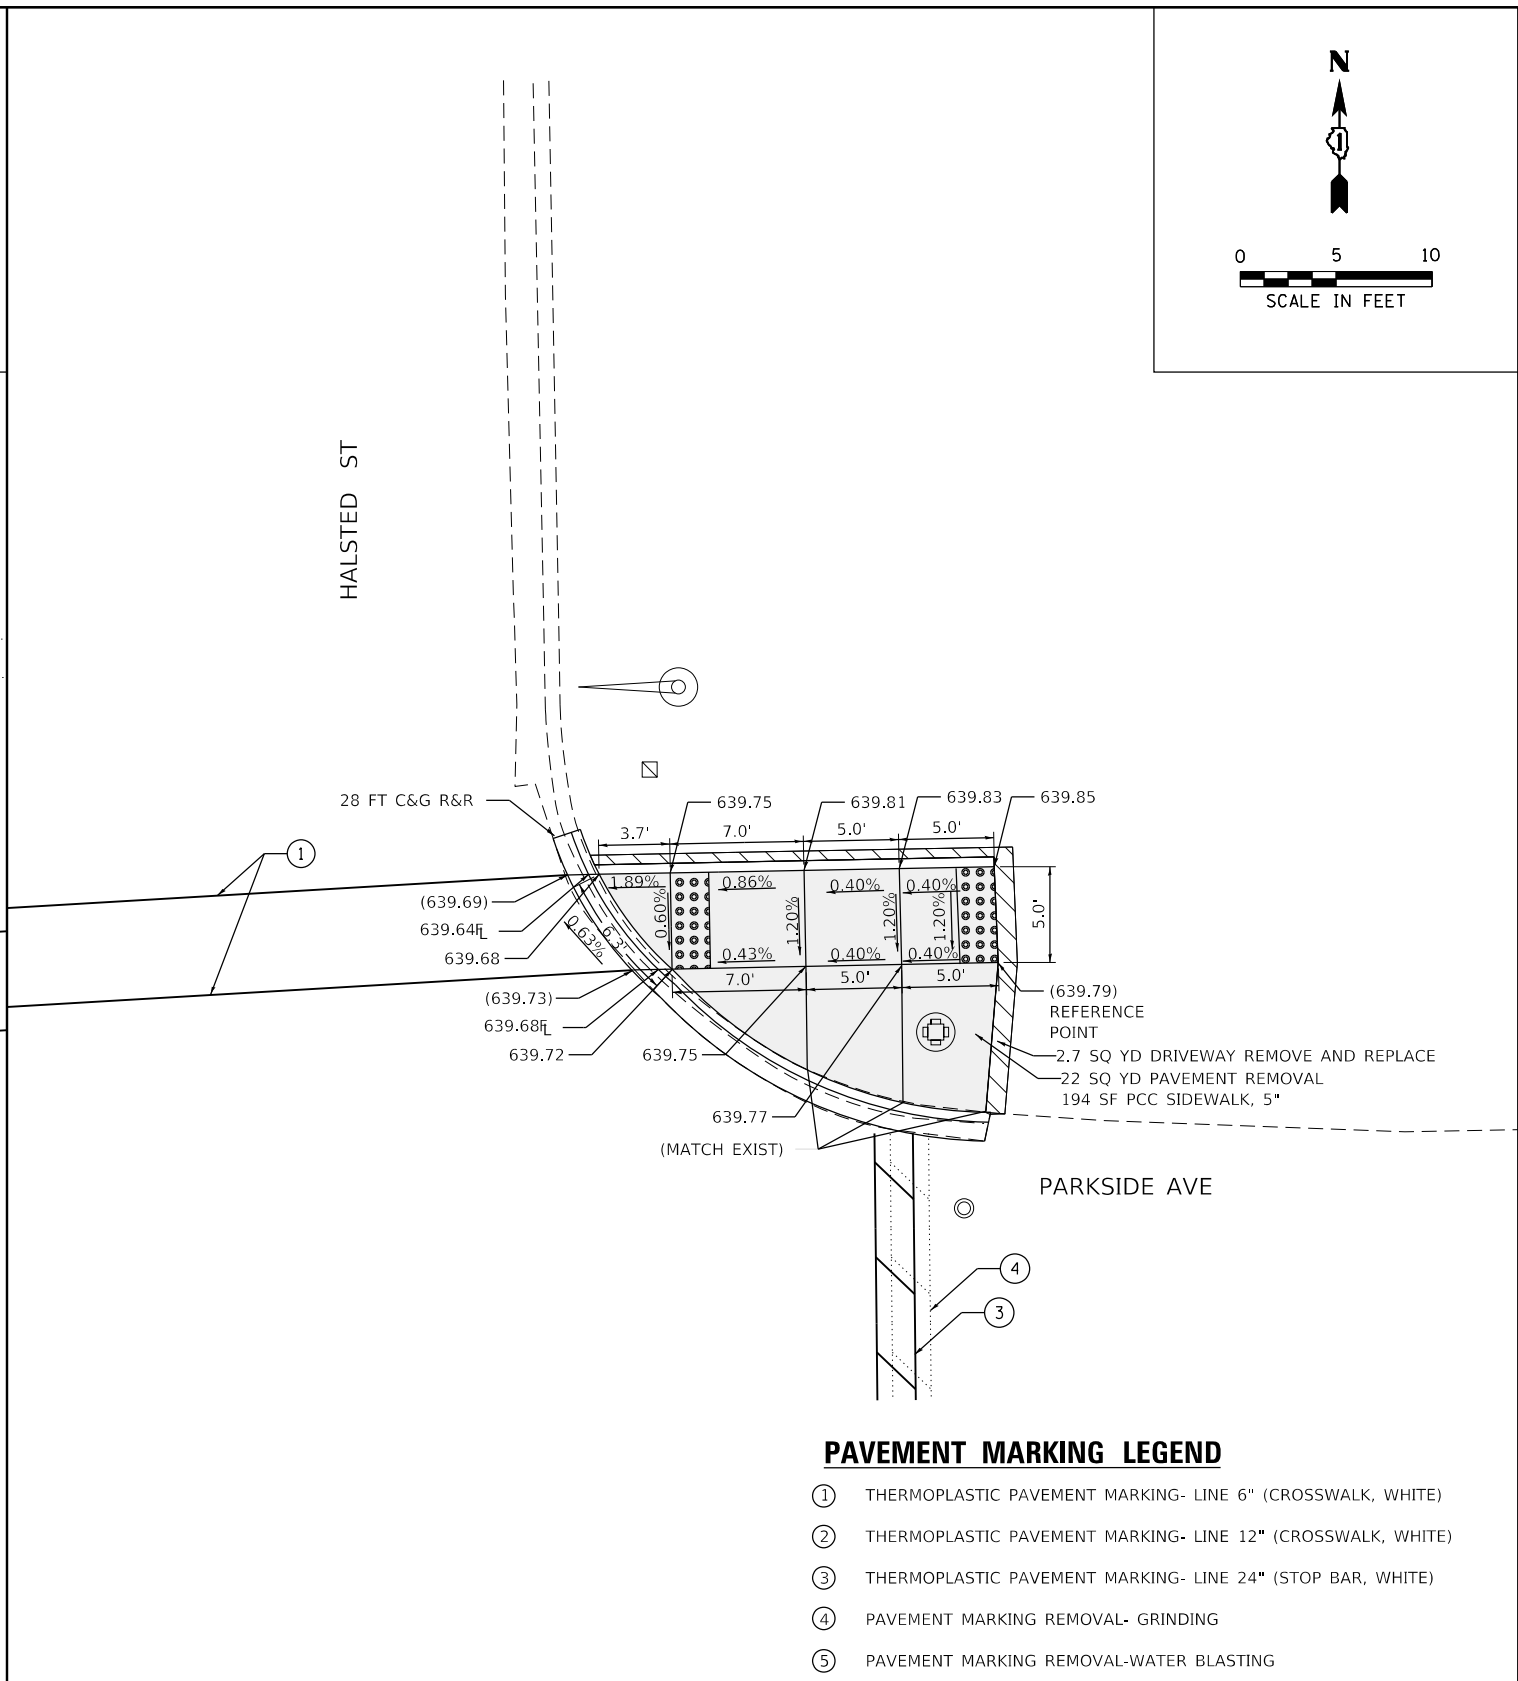 N
1
0 5 10
SCALE IN FEET
HALSTED ST
28 FT C&G R&R
639.75
639.81
639.83
639.85
3.7'
7.0'
5.0'
5.0'
1
1.89%
0.86%
0.40%
0.40%
(639.69)
0.60%
1.20%
1.20%
1.20%
5.0'
639.64FL
0.63%
6.3'
639.68
0.43%
0.40%
0.40%
(639.73)
7.0'
5.0'
5.0'
(639.79)
REFERENCE
POINT
639.68FL
639.72
639.75
2.7 SQ YD DRIVEWAY REMOVE AND REPLACE
22 SQ YD PAVEMENT REMOVAL
194 SF PCC SIDEWALK, 5"
639.77
(MATCH EXIST)
PARKSIDE AVE
4
3
PAVEMENT MARKING LEGEND
1 THERMOPLASTIC PAVEMENT MARKING- LINE 6" (CROSSWALK, WHITE)
2 THERMOPLASTIC PAVEMENT MARKING- LINE 12" (CROSSWALK, WHITE)
3 THERMOPLASTIC PAVEMENT MARKING- LINE 24" (STOP BAR, WHITE)
4 PAVEMENT MARKING REMOVAL- GRINDING
5 PAVEMENT MARKING REMOVAL-WATER BLASTING